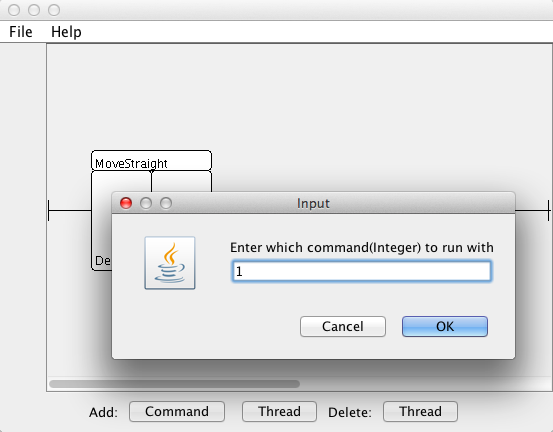 File Help
MoveStraight
Input
Enter which command(Integer) to run with
1
De
Cancel OK
Add: Command Thread Delete: Thread